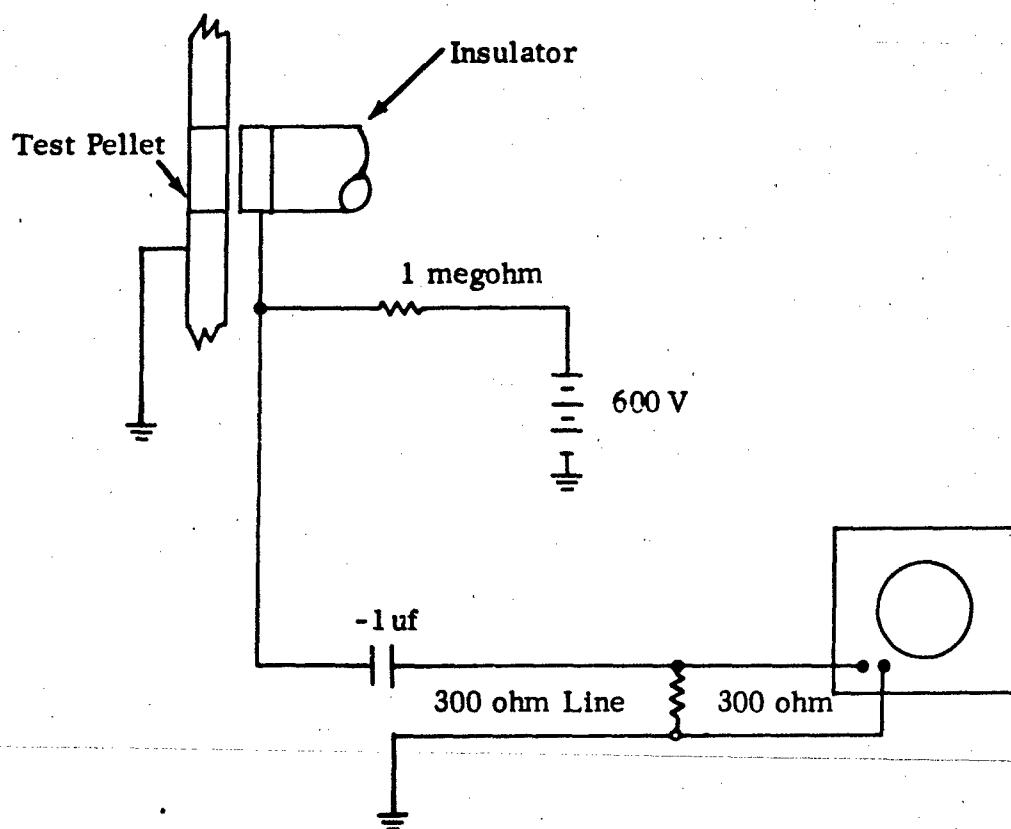 Insulator
Test Pellet
1 megohm
600 V
-1 uf
300 ohm Line
300 ohm